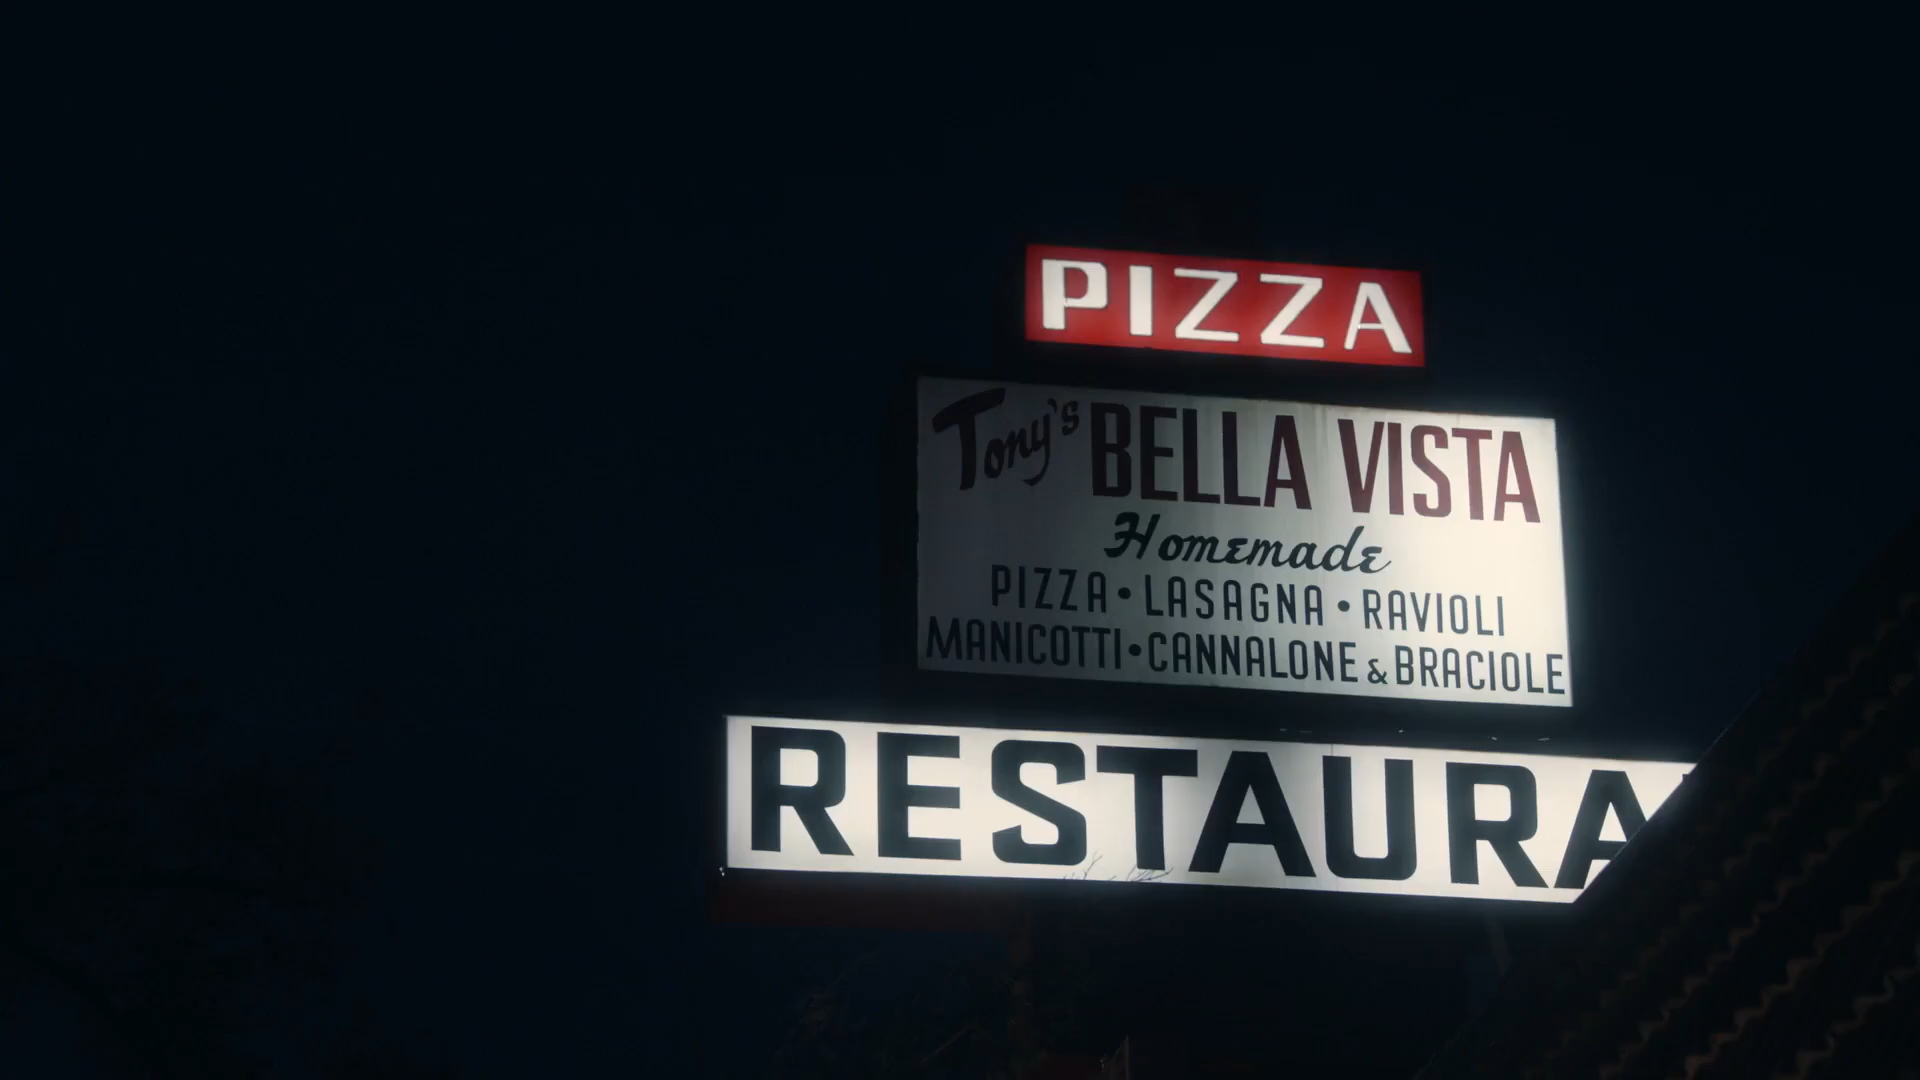 PIZZA
Tony's BELLA VISTA
Homemade
PIZZA • LASAGNA • RAVIOLI
MANICOTTI • CANNALONE & BRACIOLE
RESTAURA